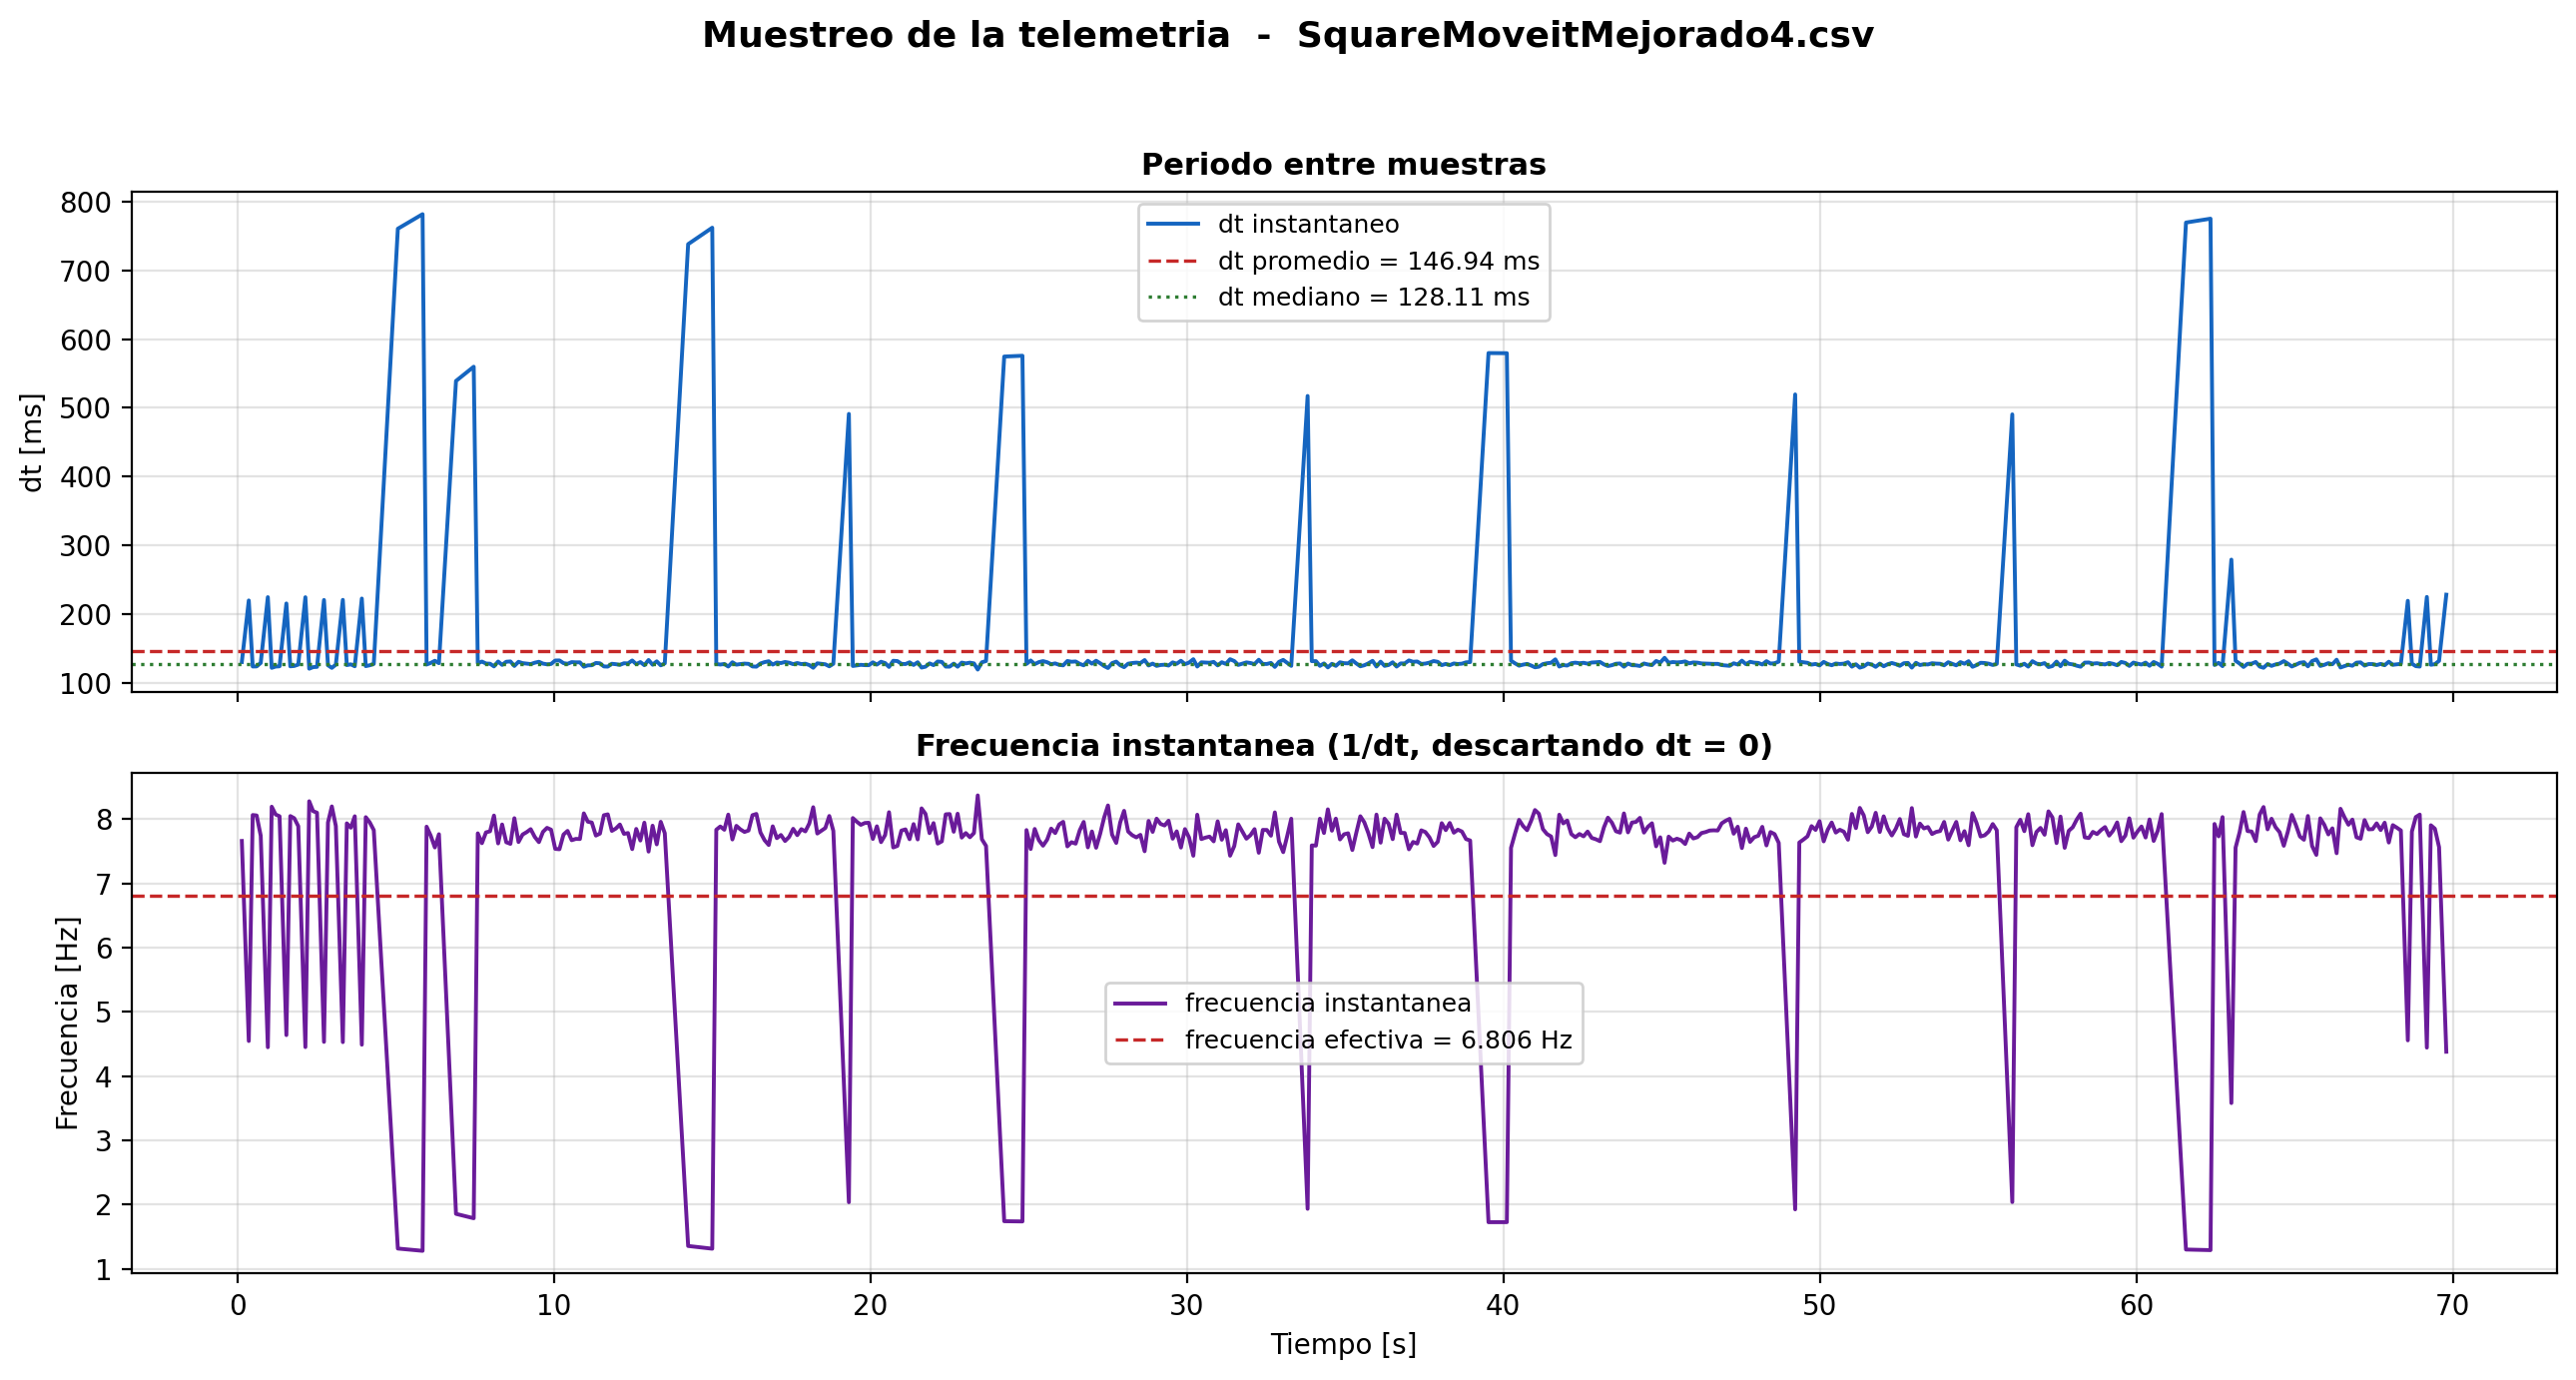 Muestreo de la telemetria  -  SquareMoveitMejorado4.csv
Periodo entre muestras
800
700
600
500
400
300
200
100
dt [ms]
dt instantaneo
dt promedio = 146.94 ms
dt mediano = 128.11 ms
Frecuencia instantanea (1/dt, descartando dt = 0)
8
7
6
5
4
3
2
1
Frecuencia [Hz]
frecuencia instantanea
frecuencia efectiva = 6.806 Hz
0 10 20 30 40 50 60 70
Tiempo [s]